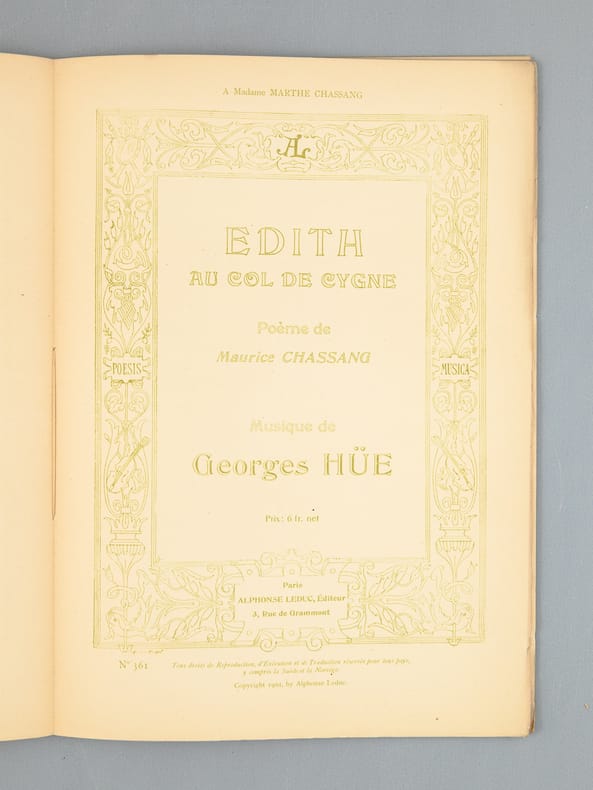 A Madame MARTHE CHASSANG
AL
EDITH
AU COL DE CYGNE
Poème de
Maurice CHASSANG
POESIS
MUSICA
Musique de
Georges HÜE
Prix: 6 fr. net
Paris
ALPHONSE LEDUC, Éditeur
3, Rue de Grammont
Nº 361
Tous droits de Reproduction, d'Exécution et de Traduction réservés pour tous pays,
y compris la Suède et la Norvège
Copyright by Alphonse Leduc.